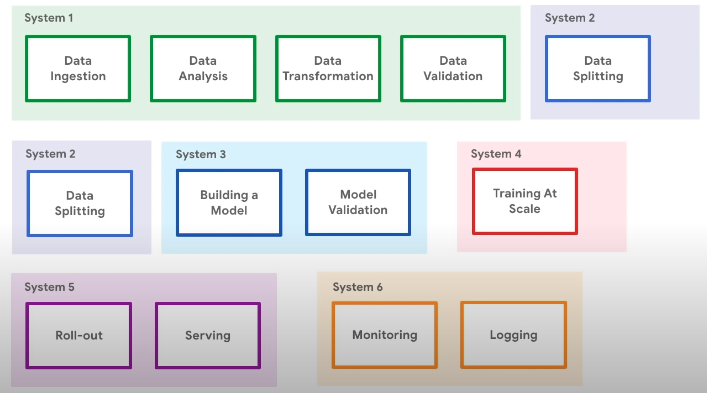 System 1
System 2
Data
Ingestion
Data
Analysis
Data
Transformation
Data
Validation
Data
Splitting
System 2
System 3
System 4
Data
Splitting
Building a
Model
Model
Validation
Training At
Scale
System 5
System 6
Roll-out
Serving
Monitoring
Logging